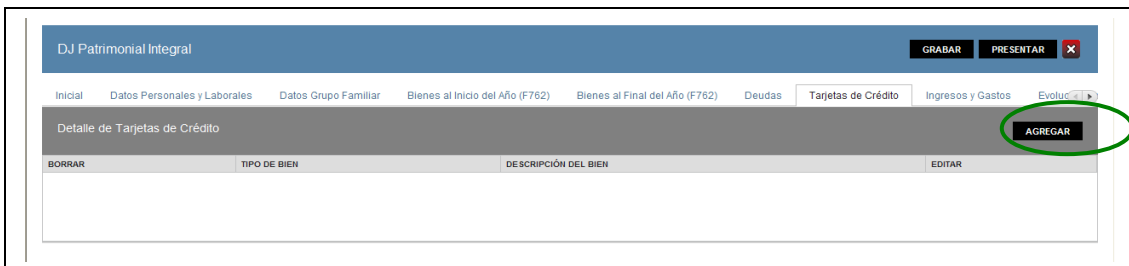 DJ Patrimonial Integral GRABAR PRESENTAR
Inicial Datos Personales y Laborales Datos Grupo Familiar Bienes al Inicio del Año (F762) Bienes al Final del Año (F762) Deudas Tarjetas de Crédito Ingresos y Gastos
Detalle de Tarjetas de Crédito AGREGAR
BORRAR TIPO DE BIEN DESCRIPCIÓN DEL BIEN EDITAR